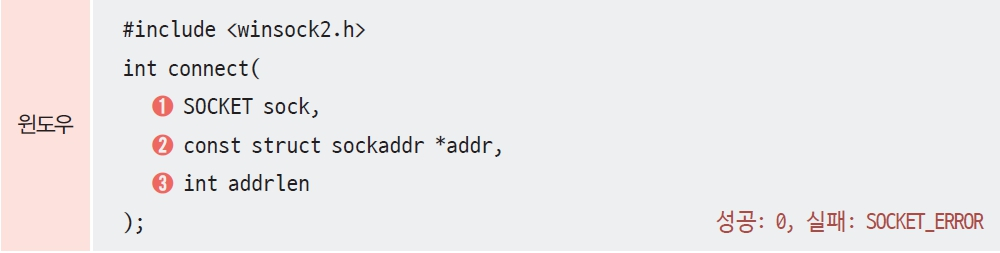 윈도우
#include <winsock2.h>
int connect(
❶ SOCKET sock,
❷ const struct sockaddr *addr,
❸ int addrlen
);
성공: 0, 실패: SOCKET_ERROR